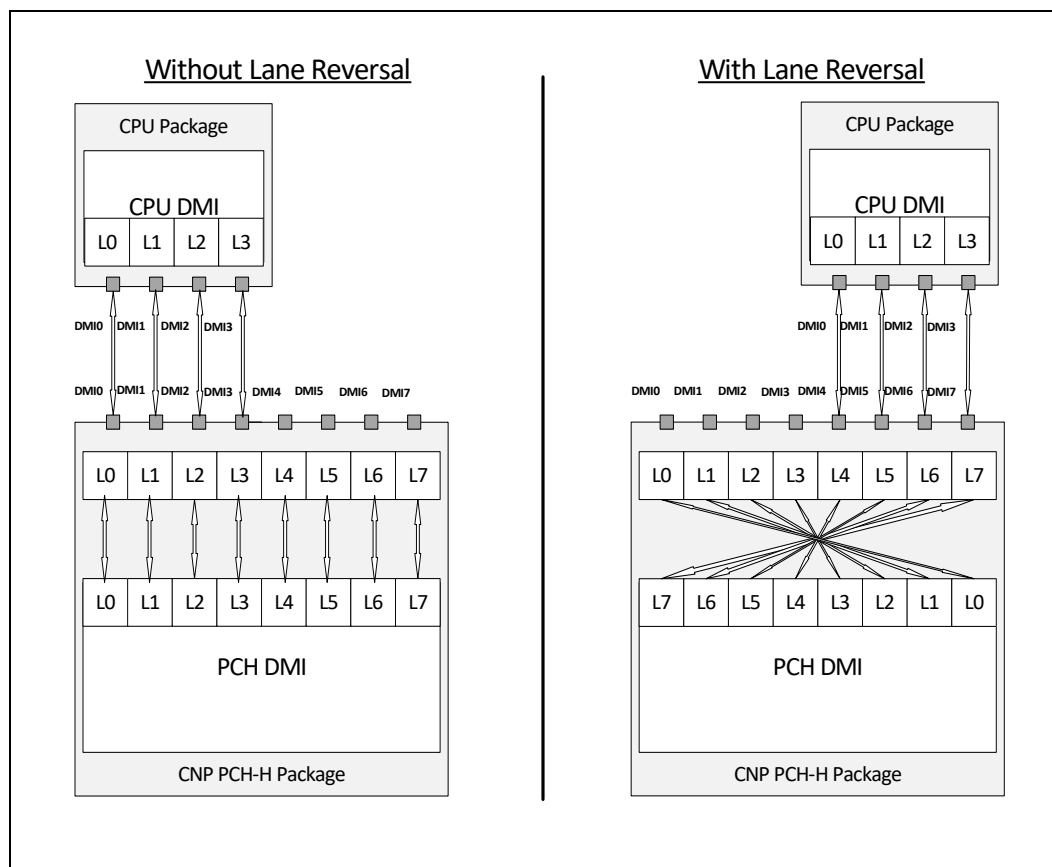 Without Lane Reversal
CPU Package
CPU DMI
L0 L1 L2 L3
DMI0 DMI1 DMI2 DMI3
DMI0 DMI1 DMI2 DMI3 DMI4 DMI5 DMI6 DMI7
L0 L1 L2 L3 L4 L5 L6 L7
L0 L1 L2 L3 L4 L5 L6 L7
PCH DMI
CNP PCH-H Package
With Lane Reversal
CPU Package
CPU DMI
L0 L1 L2 L3
DMI0 DMI1 DMI2 DMI3
DMI0 DMI1 DMI2 DMI3 DMI4 DMI5 DMI6 DMI7
L0 L1 L2 L3 L4 L5 L6 L7
L7 L6 L5 L4 L3 L2 L1 L0
PCH DMI
CNP PCH-H Package